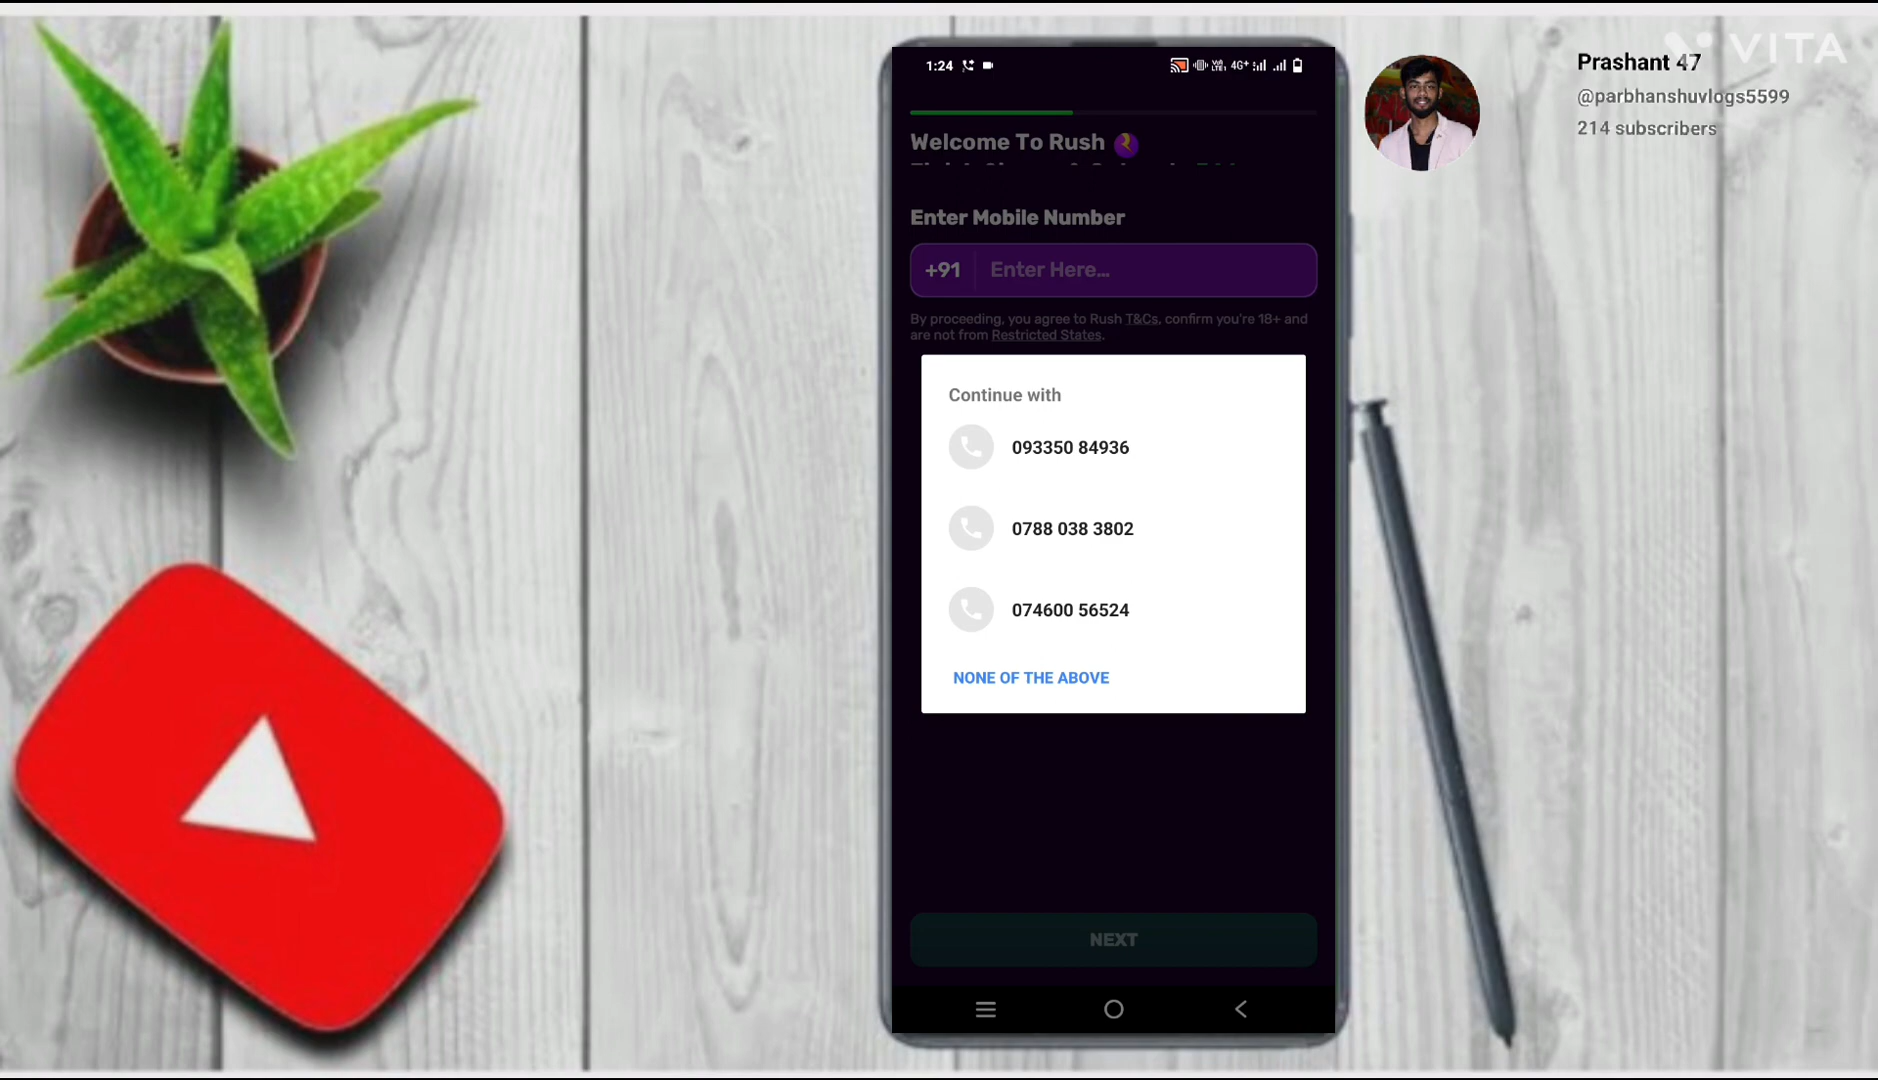 VITA
Prashant 47
@parbhanshuvlogs5599
214 subscribers
1:24
4G+
Welcome To Rush
Enter Mobile Number
+91 Enter Here...
By proceeding, you agree to Rush T&Cs, confirm you're 18+ and
are not from Restricted States.
Continue with
093350 84936
0788 038 3802
074600 56524
NONE OF THE ABOVE
NEXT